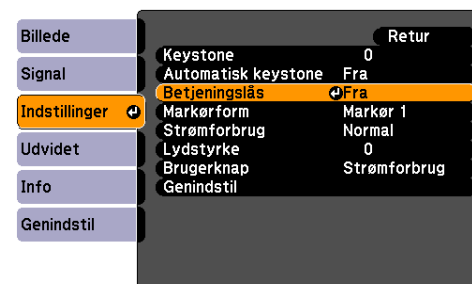 Billede
Signal
Indstillinger
Udvidet
Info
Genindstil
Retur
Keystone 0
Automatisk keystone Fra
Betjeningslås Fra
Markørform Markør 1
Strømforbrug Normal
Lydstyrke 0
Brugerknap Strømforbrug
Genindstil